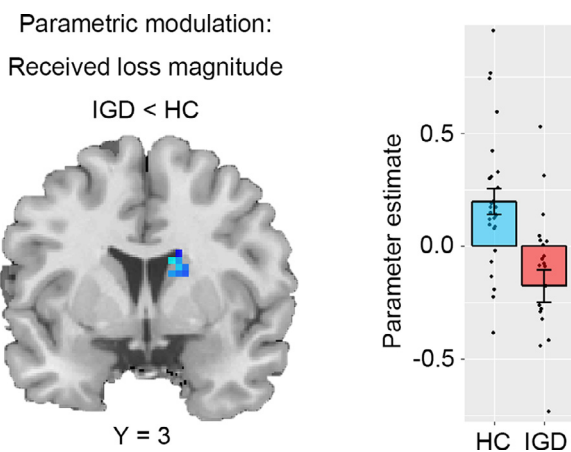 Parametric modulation:
Received loss magnitude
IGD < HC
Y = 3
Parameter estimate
0.5
0.0
-0.5
HC IGD